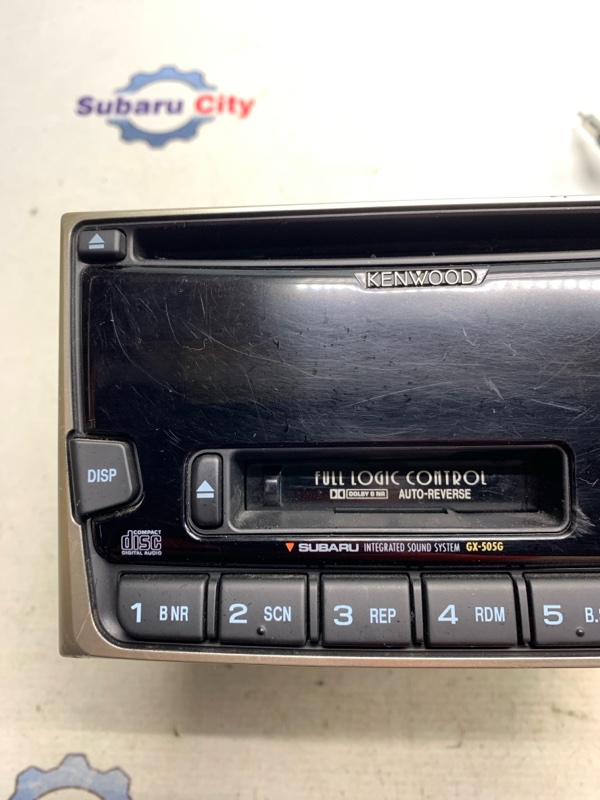 Subaru City
KENWOOD
DISP
FULL LOGIC CONTROL
DOLBY B NR AUTO-REVERSE
COMPACT
disc
DIGITAL AUDIO
SUBARU INTEGRATED SOUND SYSTEM GX-505G
1 B NR 2 SCN 3 REP 4 RDM 5 B.